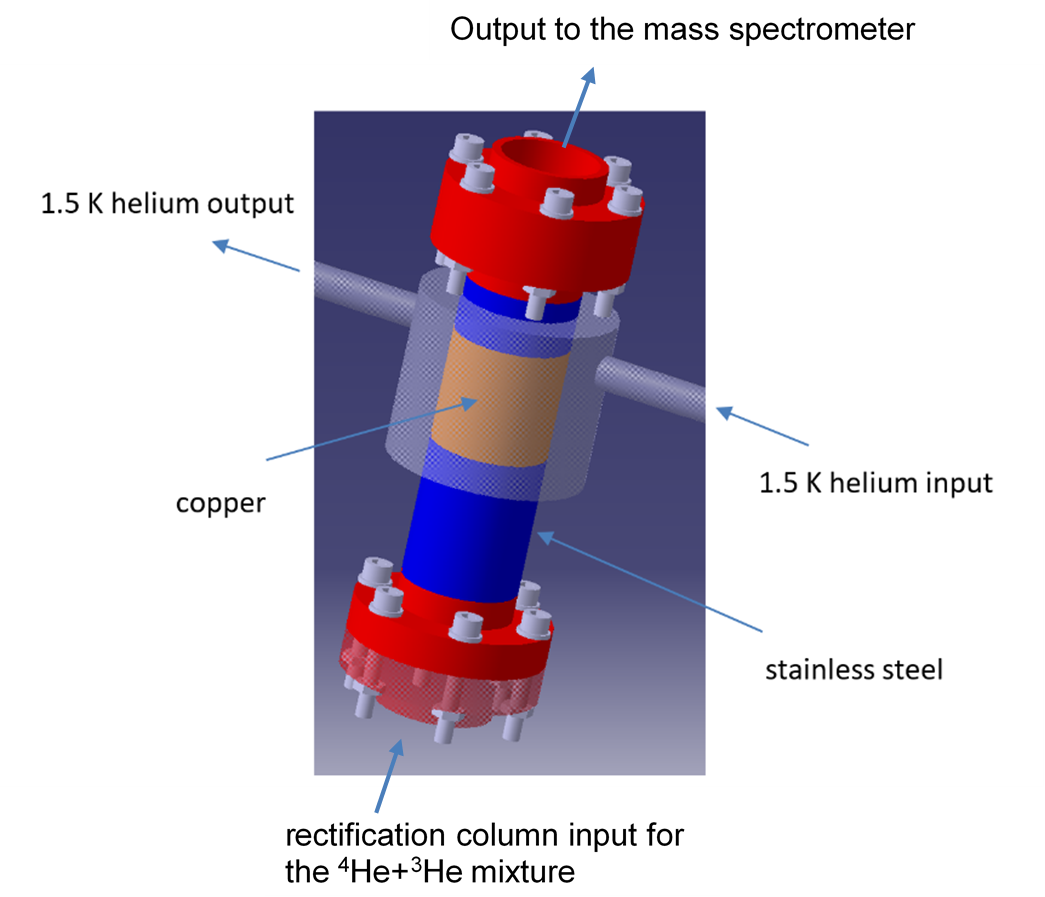 Output to the mass spectrometer
1.5 K helium output
copper
1.5 K helium input
stainless steel
rectification column input for
the ⁴He+³He mixture